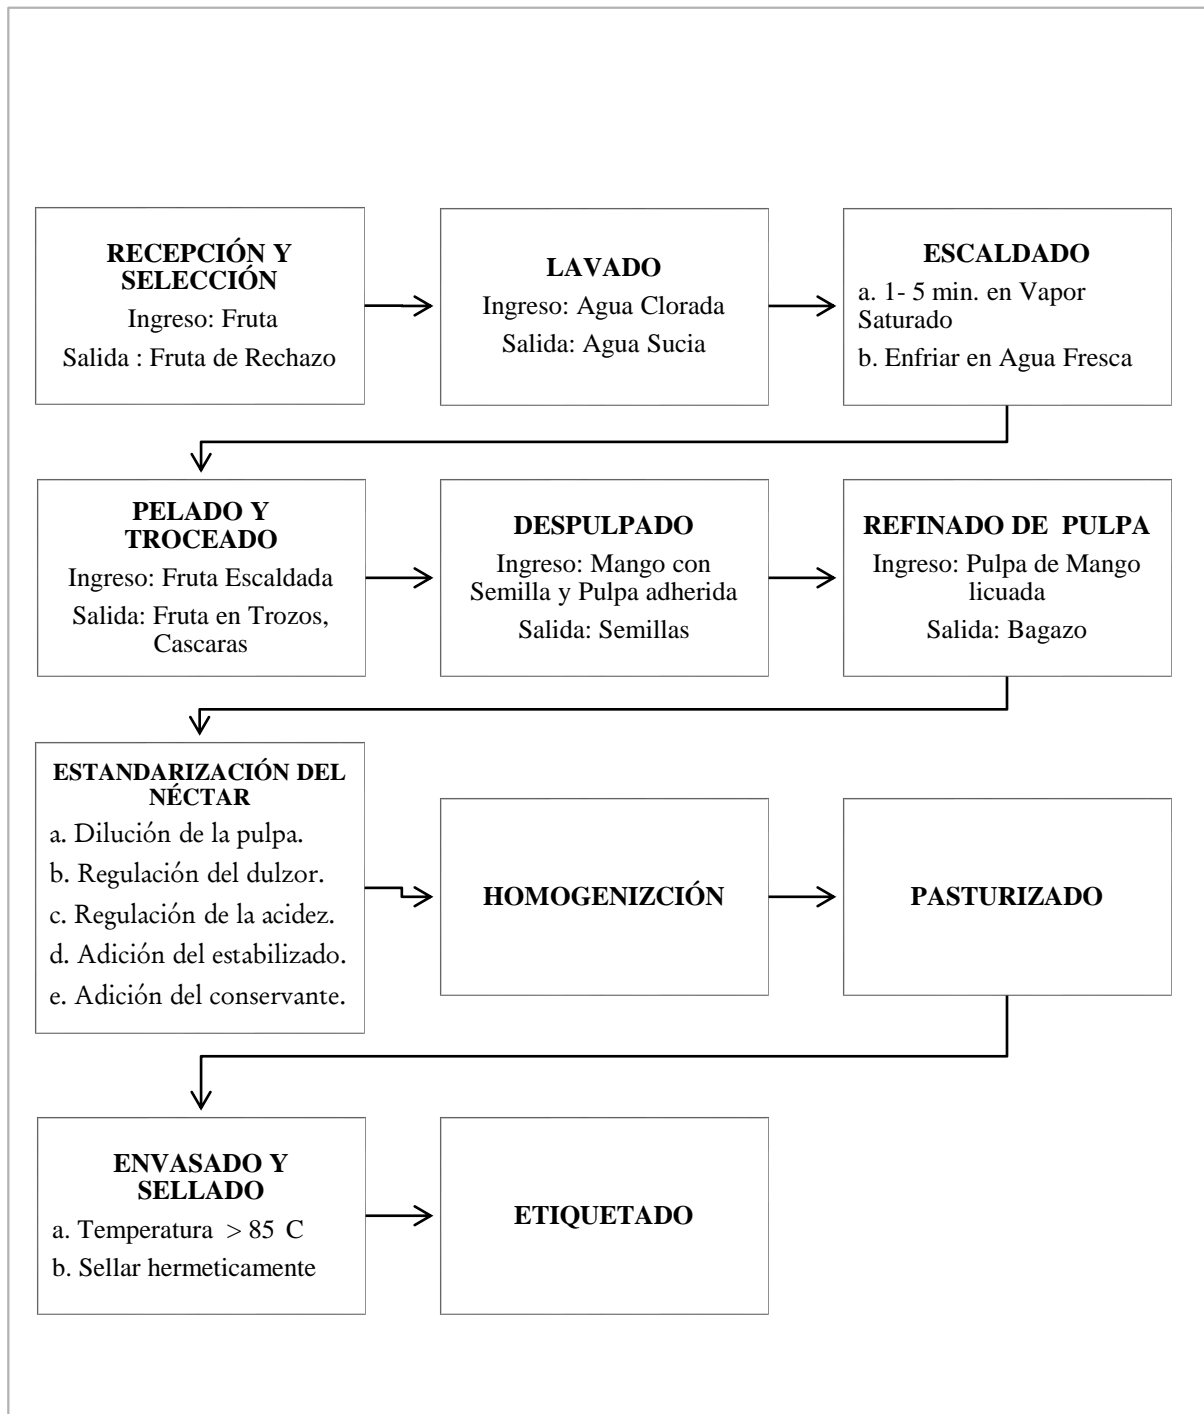 RECEPCIÓN Y
SELECCIÓN
Ingreso: Fruta
Salida : Fruta de Rechazo
LAVADO
Ingreso: Agua Clorada
Salida: Agua Sucia
ESCALDADO
a. 1- 5 min. en Vapor
Saturado
b. Enfriar en Agua Fresca
PELADO Y
TROCEADO
Ingreso: Fruta Escaldada
Salida: Fruta en Trozos,
Cascaras
DESPULPADO
Ingreso: Mango con
Semilla y Pulpa adherida
Salida: Semillas
REFINADO DE PULPA
Ingreso: Pulpa de Mango
licuada
Salida: Bagazo
ESTANDARIZACIÓN DEL
NÉCTAR
a. Dilución de la pulpa.
b. Regulación del dulzor.
c. Regulación de la acidez.
d. Adición del estabilizado.
e. Adición del conservante.
HOMOGENIZCIÓN
PASTURIZADO
ENVASADO Y
SELLADO
a. Temperatura > 85 C
b. Sellar hermeticamente
ETIQUETADO